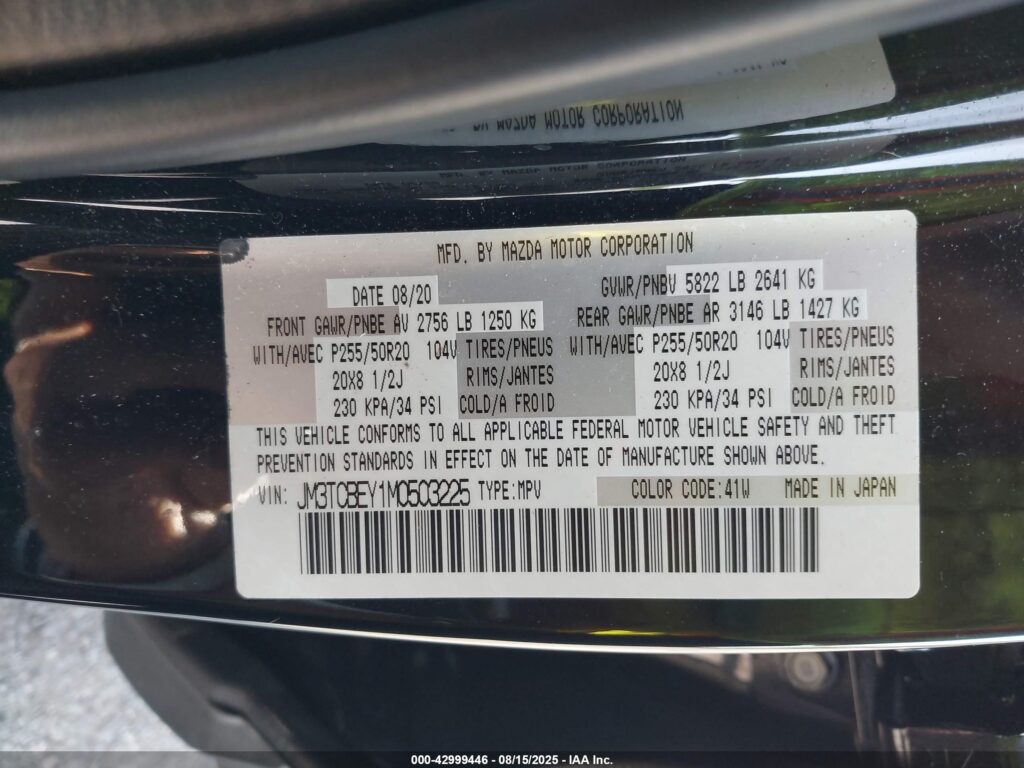 MFD. BY MAZDA MOTOR CORPORATION
DATE 08/20 GVWR/PNBV 5822 LB 2641 KG
FRONT GAWR/PNBE AV 2756 LB 1250 KG REAR GAWR/PNBE AR 3146 LB 1427 KG
WITH/AVEC P255/50R20 104V TIRES/PNEUS WITH/AVEC P255/50R20 104V TIRES/PNEUS
20X8 1/2J RIMS/JANTES 20X8 1/2J RIMS/JANTES
230 KPA/34 PSI COLD/A FROID 230 KPA/34 PSI COLD/A FROID
THIS VEHICLE CONFORMS TO ALL APPLICABLE FEDERAL MOTOR VEHICLE SAFETY AND THEFT
PREVENTION STANDARDS IN EFFECT ON THE DATE OF MANUFACTURE SHOWN ABOVE.
VIN: JM3TCBEY1M0503225 TYPE:MPV COLOR CODE:41W MADE IN JAPAN
000-42999446 - 08/15/2025 - IAA Inc.